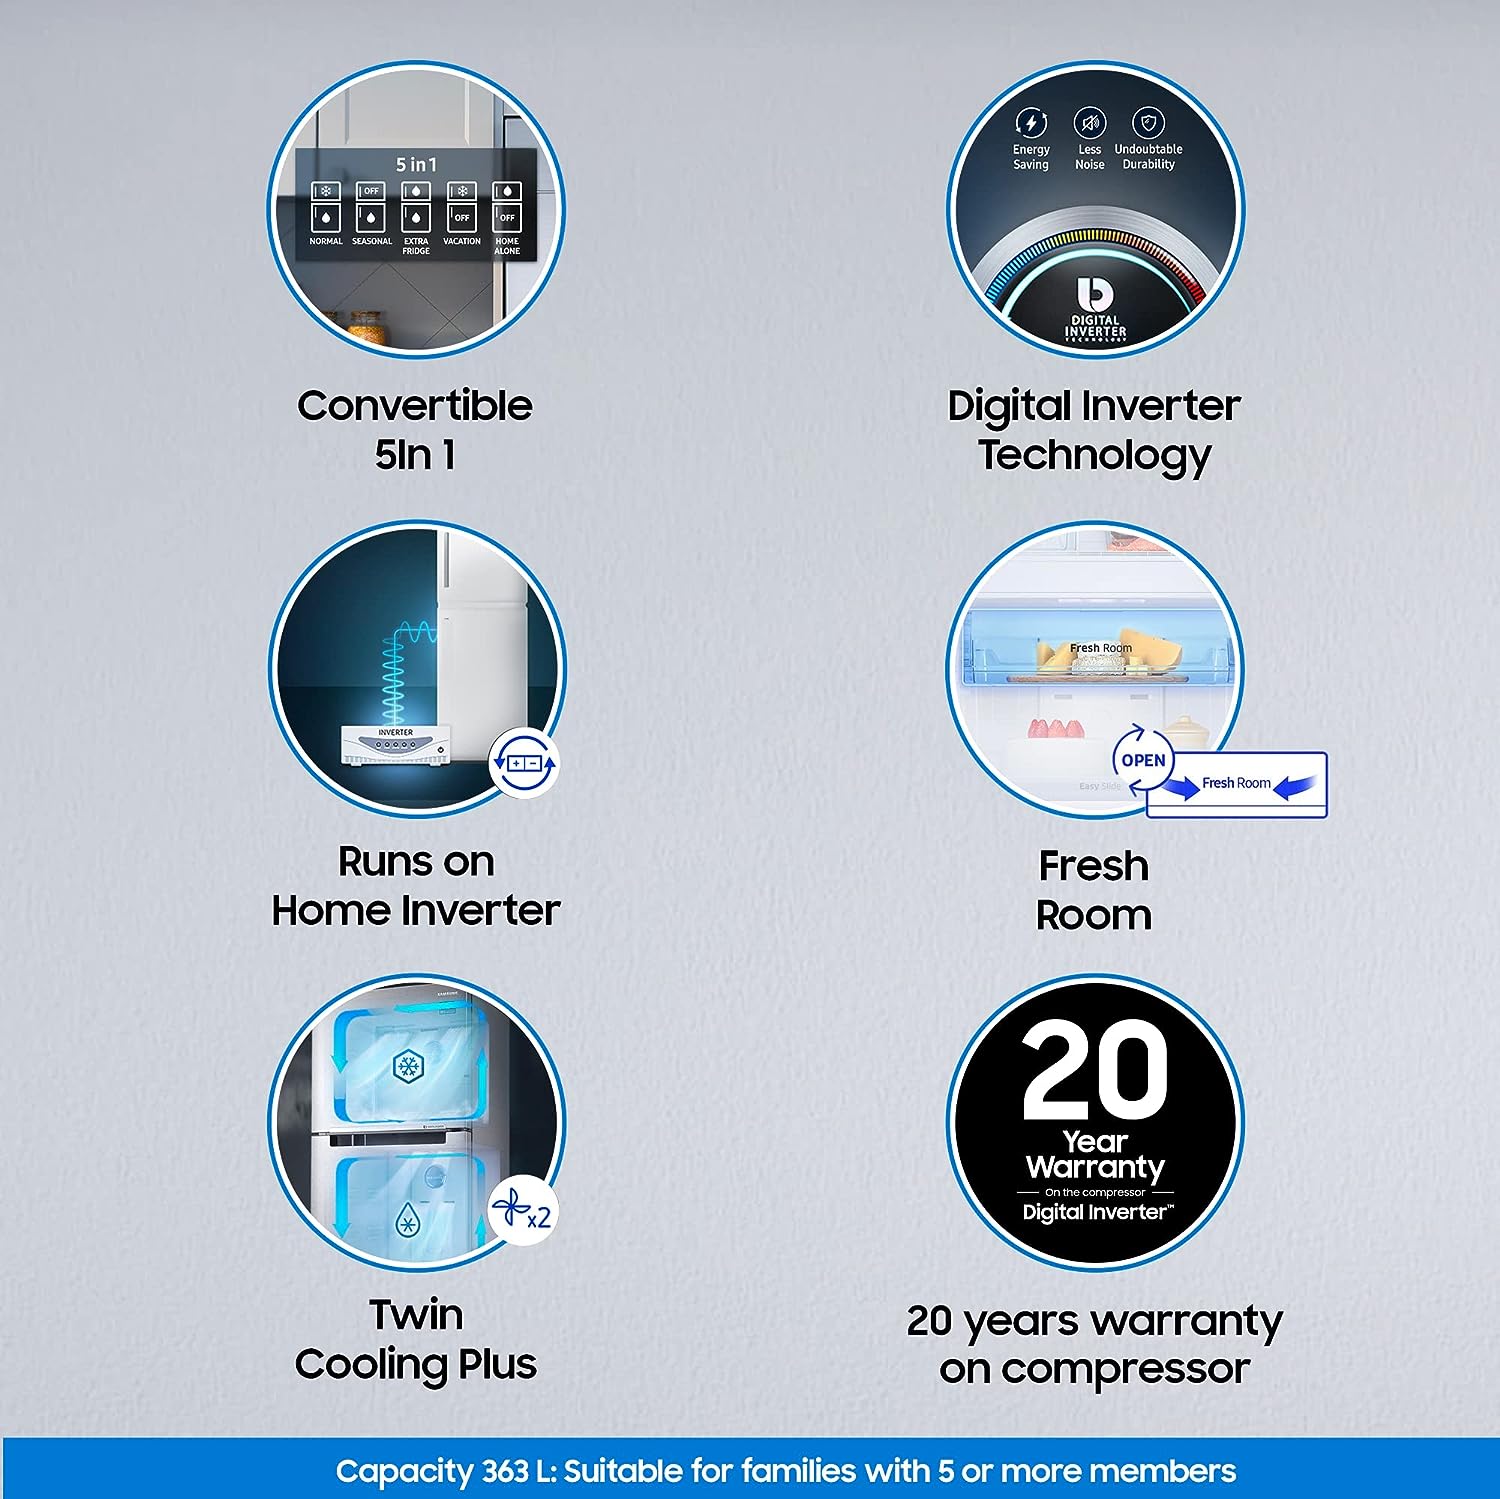 5 in 1
NORMAL
OFF
SEASONAL
EXTRA
FRIDGE
OFF
VACATION
OFF
HOME
ALONE
Convertible
5In 1
Energy
Saving
Less
Noise
Undoubtable
Durability
DIGITAL
INVERTER
TECHNOLOGY
Digital Inverter
Technology
INVERTER
Runs on
Home Inverter
Fresh Room
Easy Slide
OPEN
Fresh Room
Fresh
Room
SAMSUNG
x2
Twin
Cooling Plus
20
Year
Warranty
On the compressor
Digital Inverter™
20 years warranty
on compressor
Capacity 363 L: Suitable for families with 5 or more members